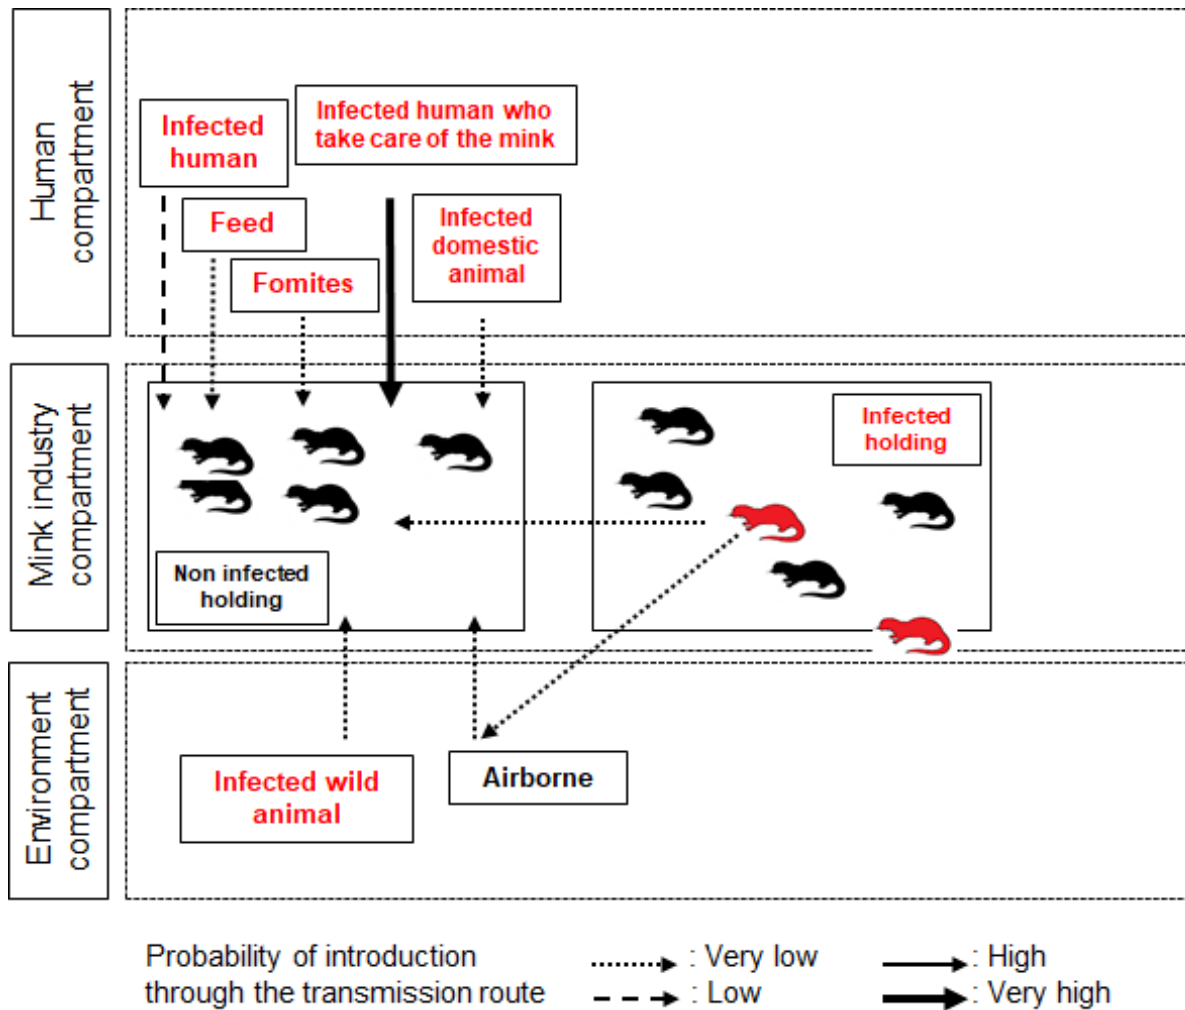 Human
compartment
Infected
human
Infected human who
take care of the mink
Feed
Infected
domestic
animal
Fomites
Mink industry
compartment
Infected
holding
Non infected
holding
Environment
compartment
Infected wild
animal
Airborne
Probability of introduction
through the transmission route
: Very low
: High
: Low
: Very high